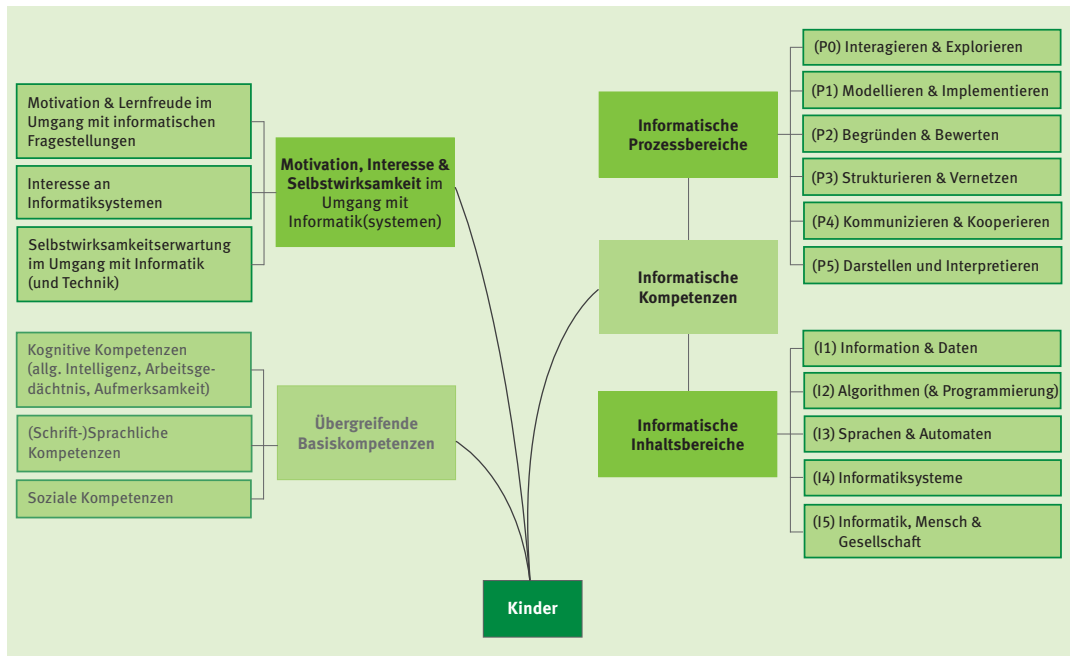 Motivation & Lernfreude im
Umgang mit informatischen
Fragestellungen
Interesse an
Informatiksystemen
Selbstwirksamkeitserwartung
im Umgang mit Informatik
(und Technik)
Motivation, Interesse &
Selbstwirksamkeit im
Umgang mit
Informatik(systemen)
Kognitive Kompetenzen
(allg. Intelligenz, Arbeitsge-
dächtnis, Aufmerksamkeit)
(Schrift-)Sprachliche
Kompetenzen
Soziale Kompetenzen
Übergreifende
Basiskompetenzen
Informatische
Prozessbereiche
(P0) Interagieren & Explorieren
(P1) Modellieren & Implementieren
(P2) Begründen & Bewerten
(P3) Strukturieren & Vernetzen
(P4) Kommunizieren & Kooperieren
(P5) Darstellen und Interpretieren
Informatische
Kompetenzen
Informatische
Inhaltsbereiche
(I1) Information & Daten
(I2) Algorithmen (& Programmierung)
(I3) Sprachen & Automaten
(I4) Informatiksysteme
(I5) Informatik, Mensch &
Gesellschaft
Kinder